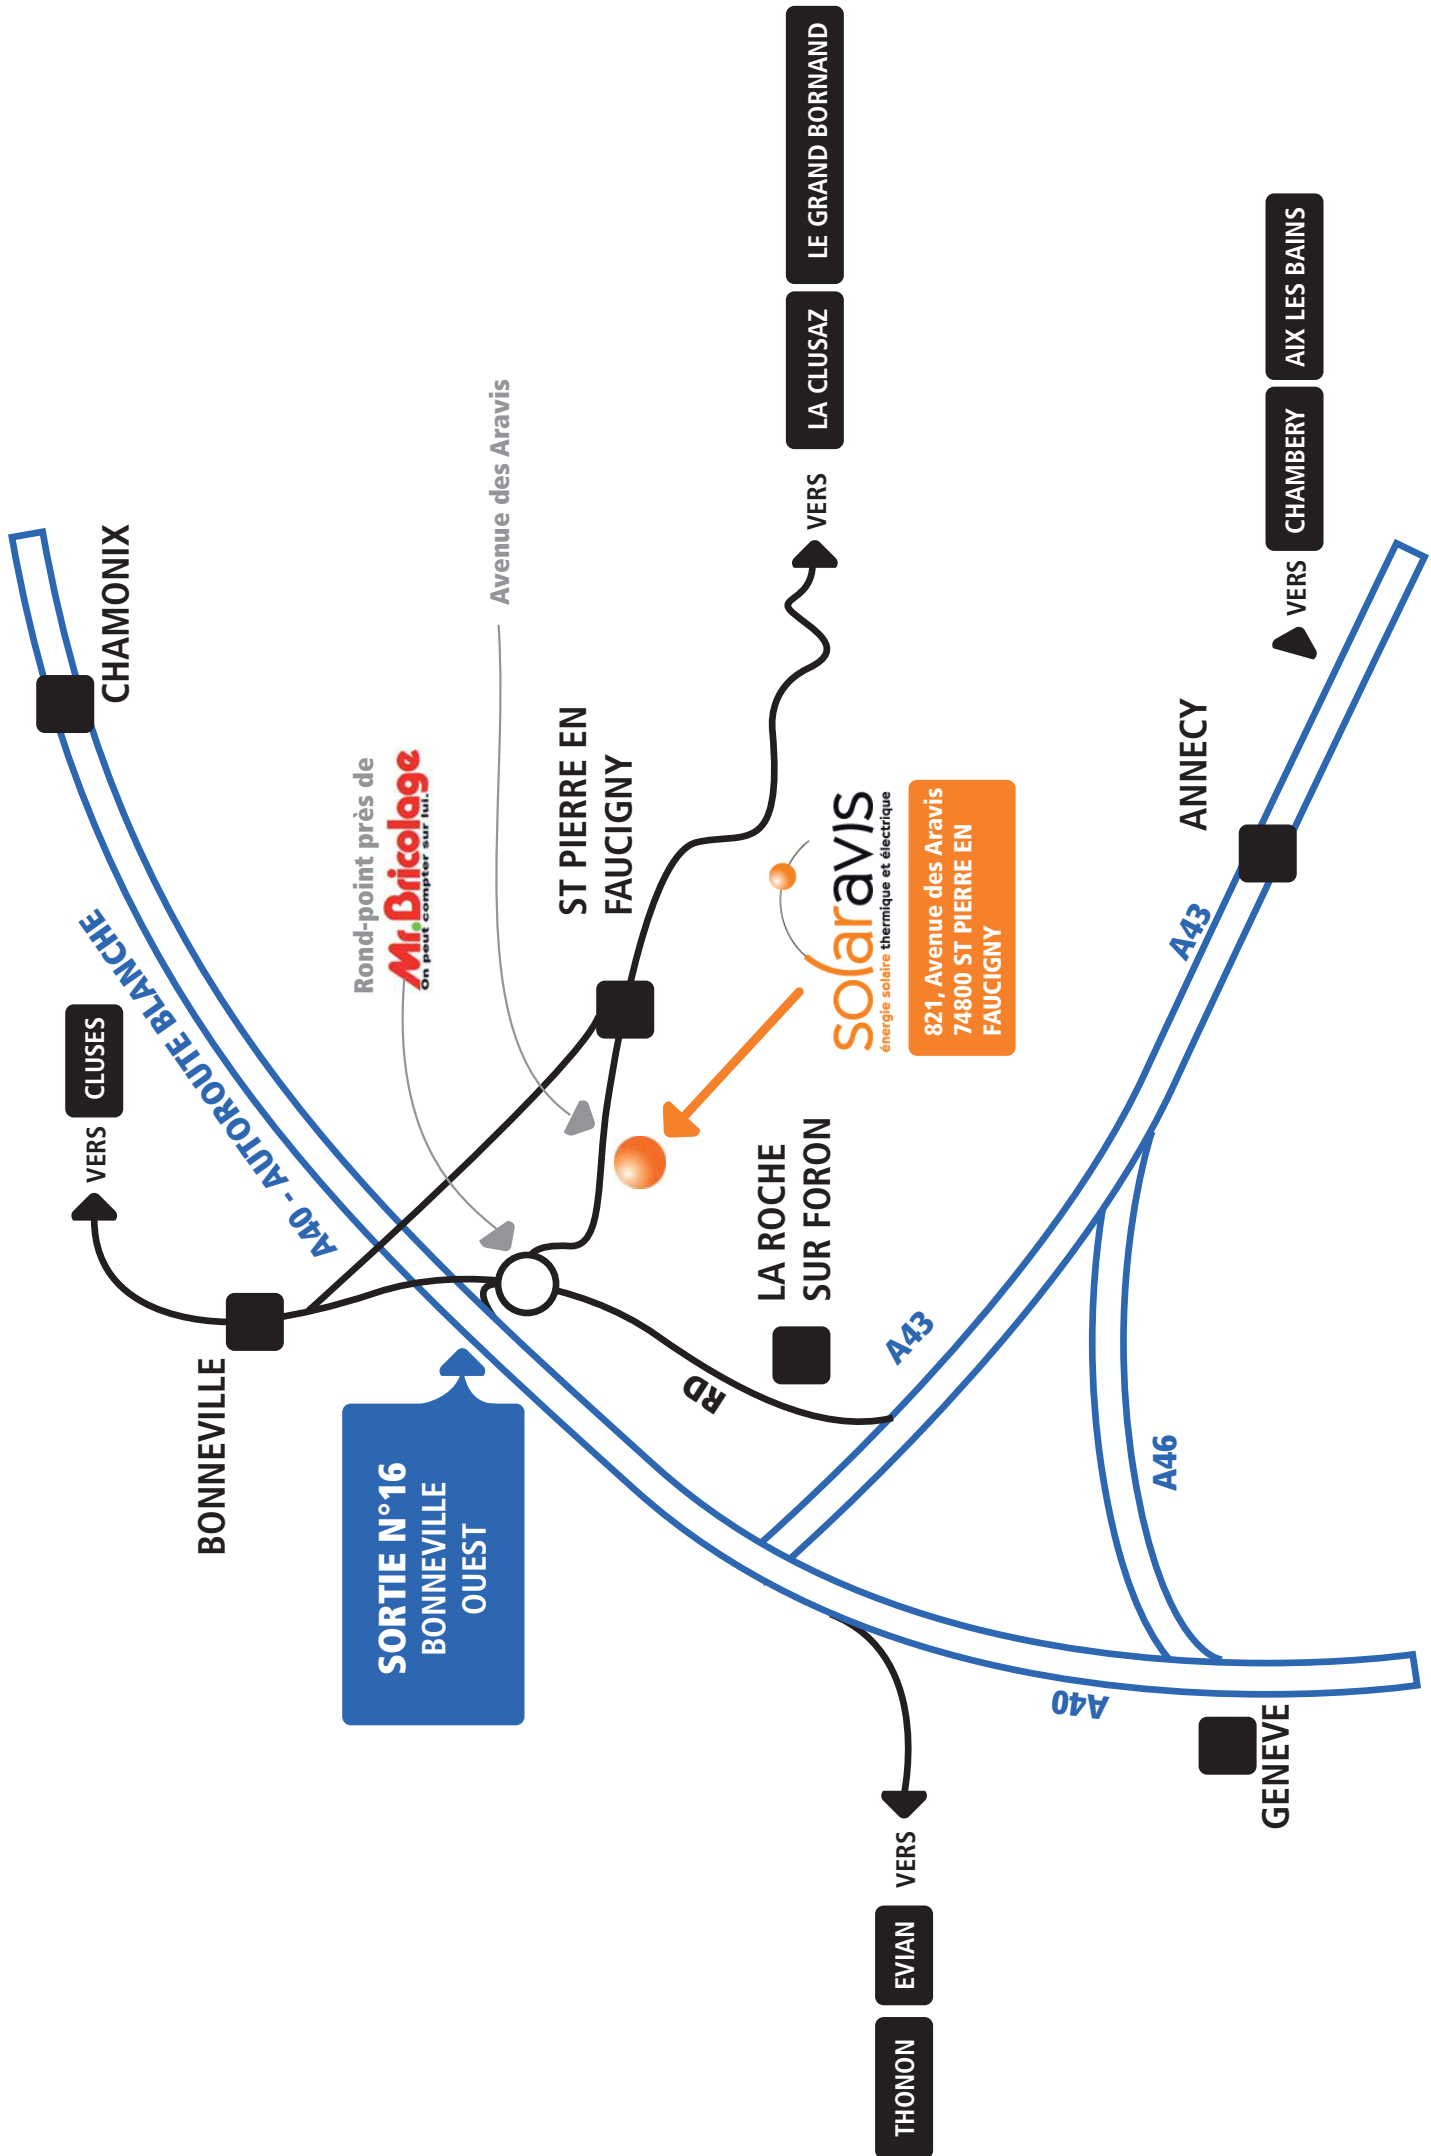 VERS
CLUSES
BONNEVILLE
A40 - AUTOROUTE BLANCHE
CHAMONIX
SORTIE N°16
BONNEVILLE
OUEST
Rond-point près de
Mr.Bricolage
On peut compter sur lui.
Avenue des Aravis
ST PIERRE EN
FAUCIGNY
RD
LA ROCHE
SUR FORON
solaravis
énergie solaire thermique et électrique
821, Avenue des Aravis
74800 ST PIERRE EN
FAUCIGNY
VERS
LA CLUSAZ
LE GRAND BORNAND
THONON
EVIAN
VERS
A43
A40
A46
A43
GENEVE
ANNECY
VERS
CHAMBERY
AIX LES BAINS